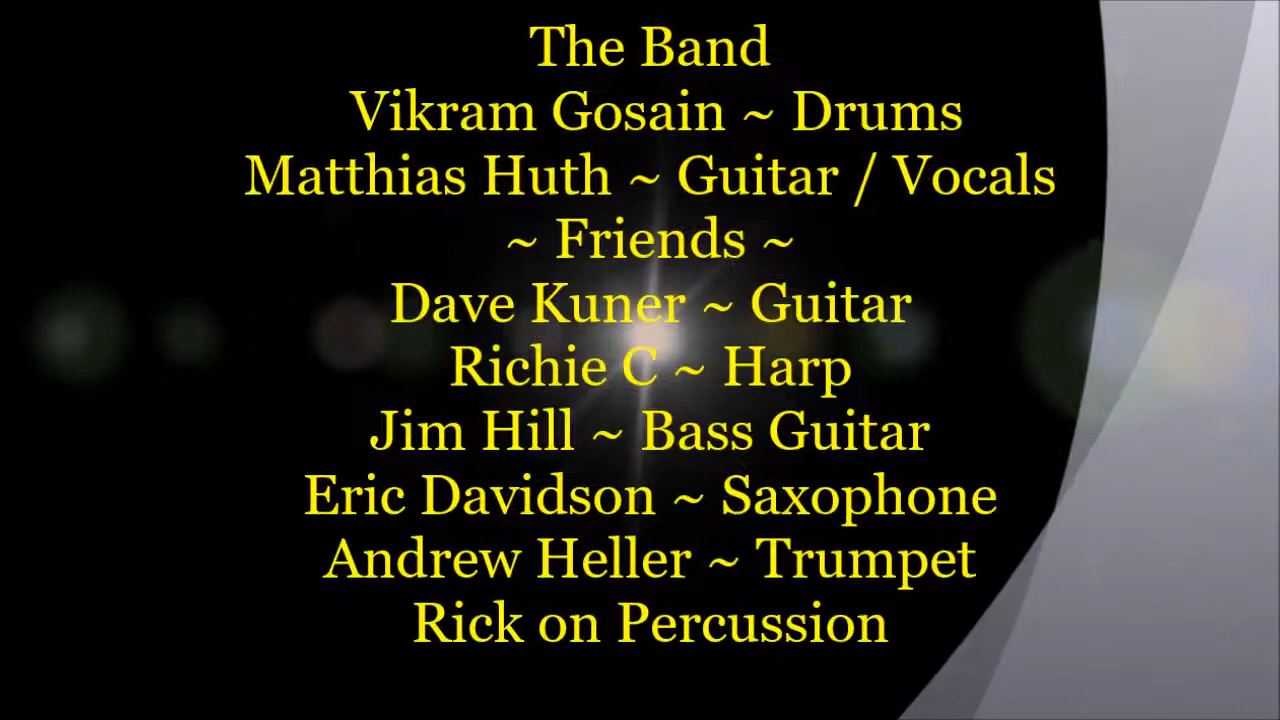 The Band
Vikram Gosain ~ Drums
Matthias Huth ~ Guitar / Vocals
~ Friends ~
Dave Kuner ~ Guitar
Richie C ~ Harp
Jim Hill ~ Bass Guitar
Eric Davidson ~ Saxophone
Andrew Heller ~ Trumpet
Rick on Percussion